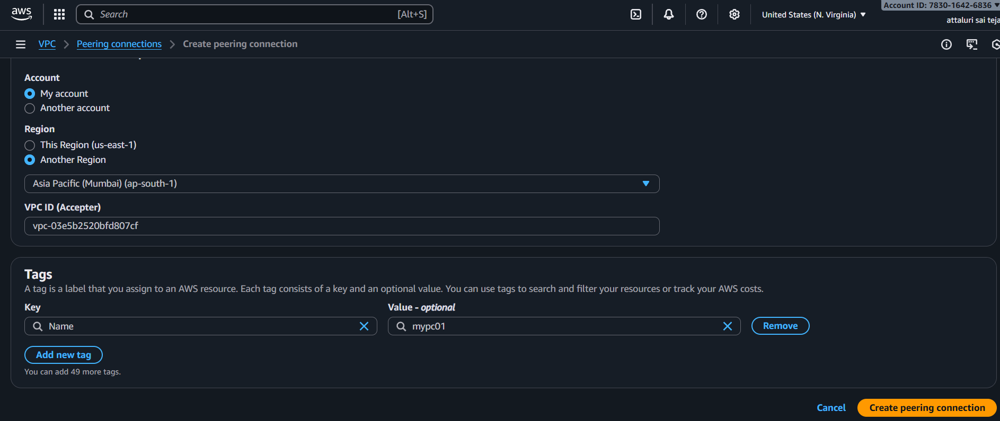 aws
Search [Alt+S]
United States (N. Virginia)
Account ID: 7830-1642-6836
attaluri sai teja
VPC
Peering connections
Create peering connection
Account
My account
Another account
Region
This Region (us-east-1)
Another Region
Asia Pacific (Mumbai) (ap-south-1)
VPC ID (Accepter)
vpc-03e5b2520bfd807cf
Tags
A tag is a label that you assign to an AWS resource. Each tag consists of a key and an optional value. You can use tags to search and filter your resources or track your AWS costs.
Key
Value - optional
Name
mypc01
Remove
Add new tag
You can add 49 more tags.
Cancel
Create peering connection